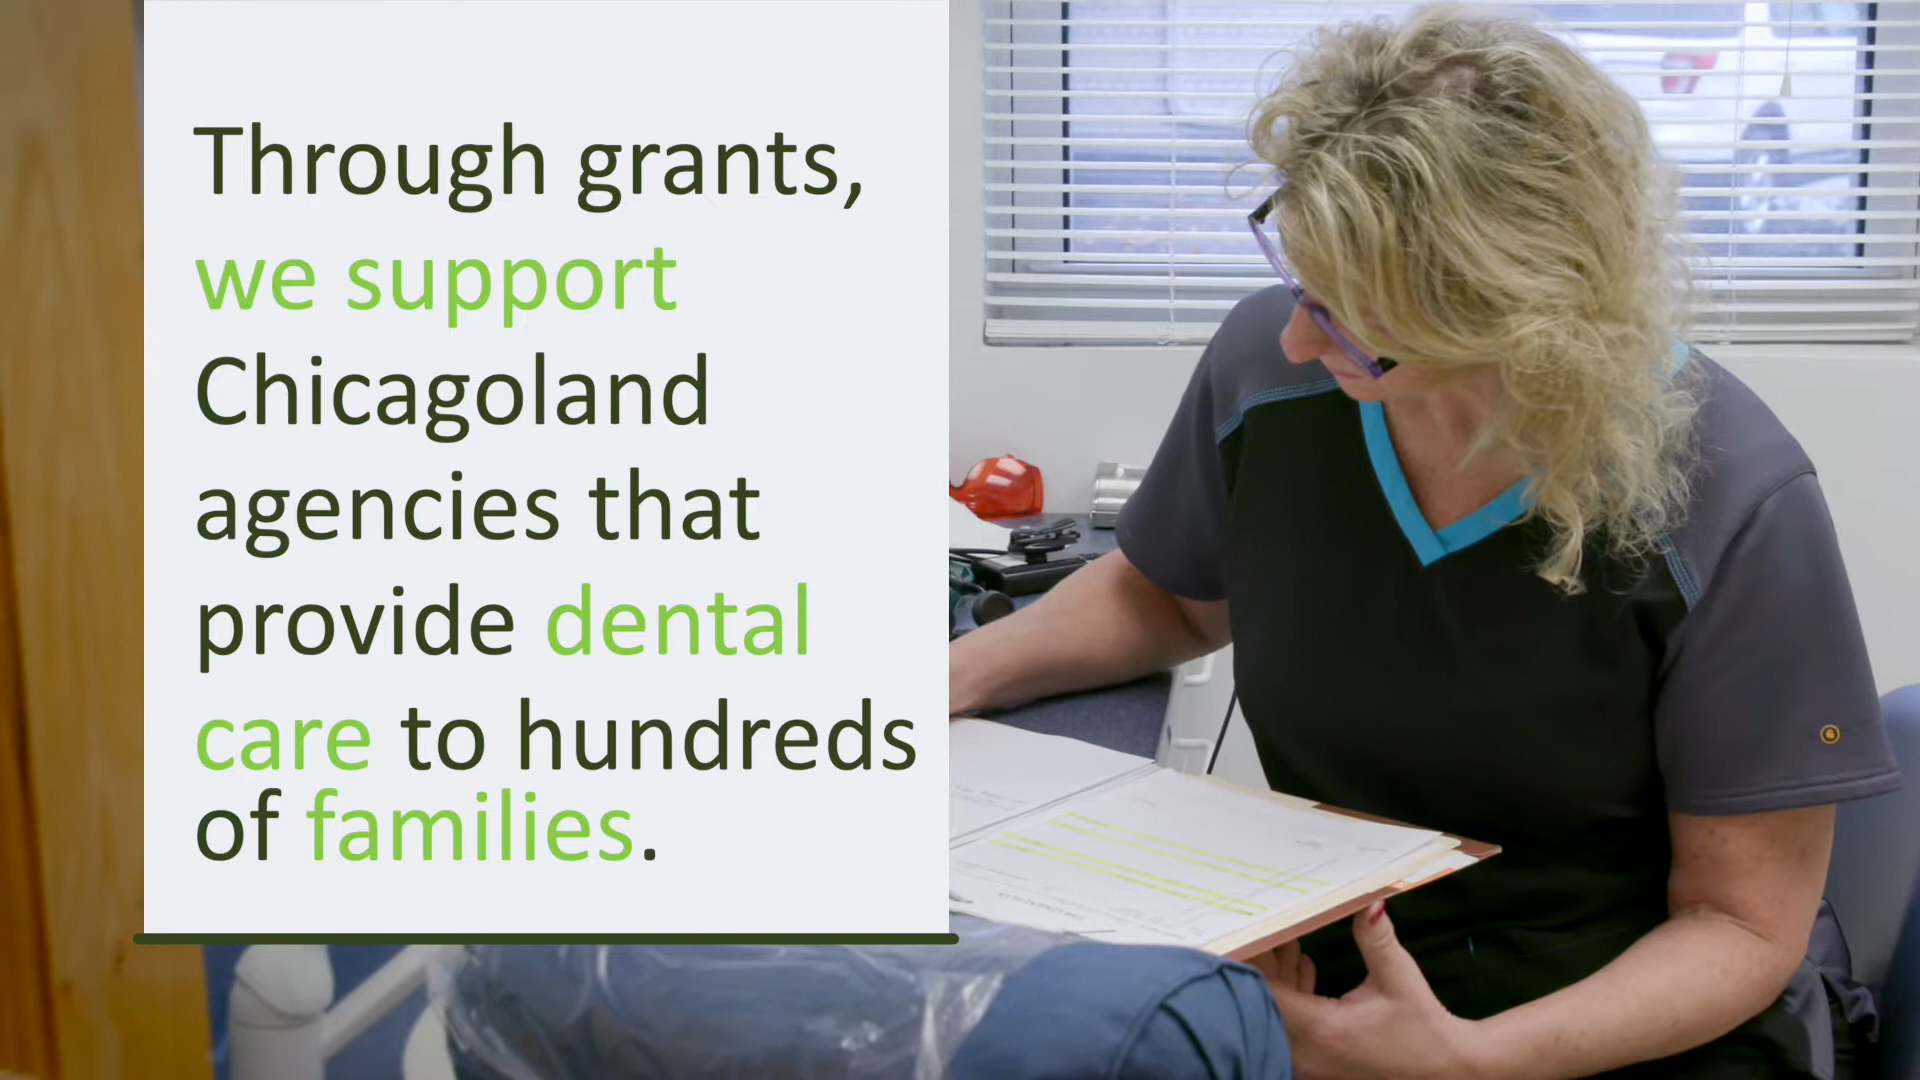 Through grants,
we support
Chicagoland
agencies that
provide dental
care to hundreds
of families.